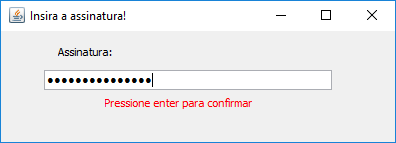 Insira a assinatura!
Assinatura:
●●●●●●●●●●●●●●●
Pressione enter para confirmar